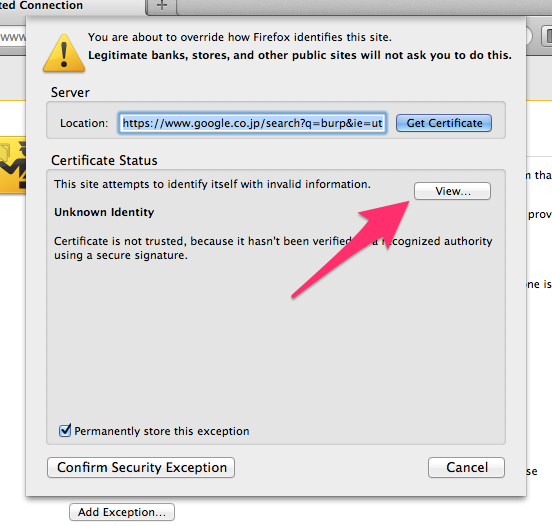 ted Connection
www
You are about to override how Firefox identifies this site.
Legitimate banks, stores, and other public sites will not ask you to do this.
Server
Location: https://www.google.co.jp/search?q=burp&ie=ut Get Certificate
Certificate Status
This site attempts to identify itself with invalid information.
View...
Unknown Identity
Certificate is not trusted, because it hasn't been verified a recognized authority
using a secure signature.
Permanently store this exception
Confirm Security Exception Cancel
Add Exception...
m tha
prov
one is
se